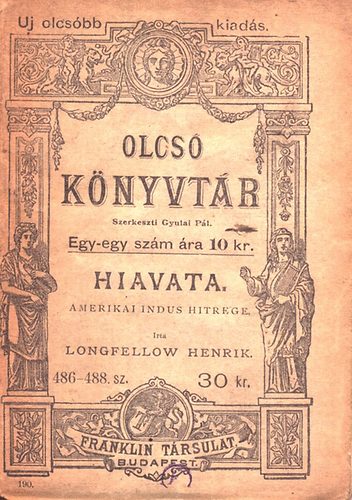 Uj olcsóbb kiadás.
OLCSÓ
KÖNYVTÁR
Szerkeszti Gyulai Pál.
Egy-egy szám ára 10 kr.
HIAVATA.
AMERIKAI INDUS HITREGE.
Irta
LONGFELLOW HENRIK.
486–488. sz. 30 kr.
FRANKLIN TÁRSULAT
BUDAPEST.
190.